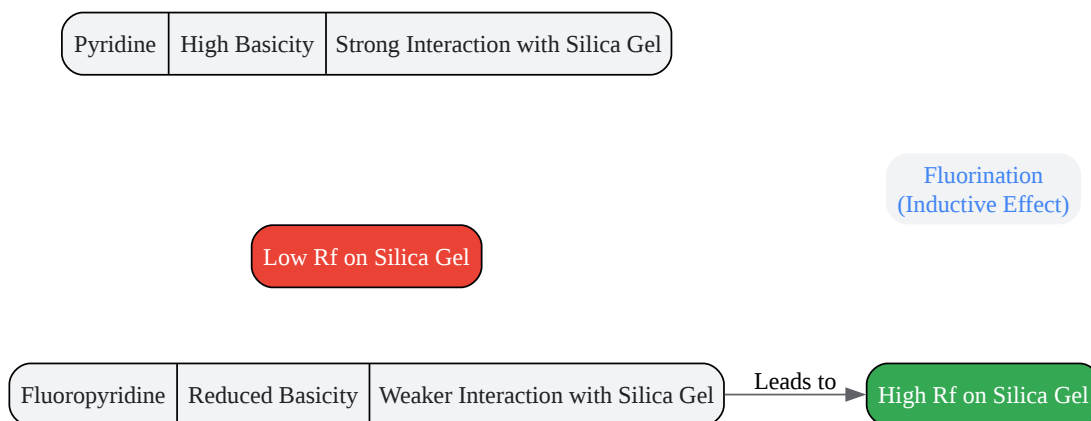 Pyridine
High Basicity
Strong Interaction with Silica Gel
Fluorination
(Inductive Effect)
Low Rf on Silica Gel
Fluoropyridine
Reduced Basicity
Weaker Interaction with Silica Gel
Leads to
High Rf on Silica Gel